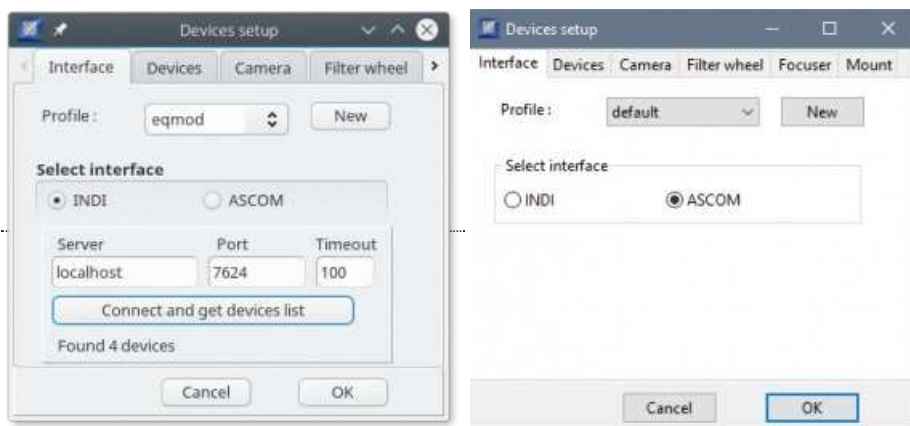 Devices setup
Interface Devices Camera Filter wheel
Profile : eqmod New
Select interface
INDI ASCOM
Server Port Timeout
localhost 7624 100
Connect and get devices list
Found 4 devices
Cancel OK
Devices setup
Interface Devices Camera Filter wheel Focuser Mount
Profile : default New
Select interface
INDI ASCOM
Cancel OK